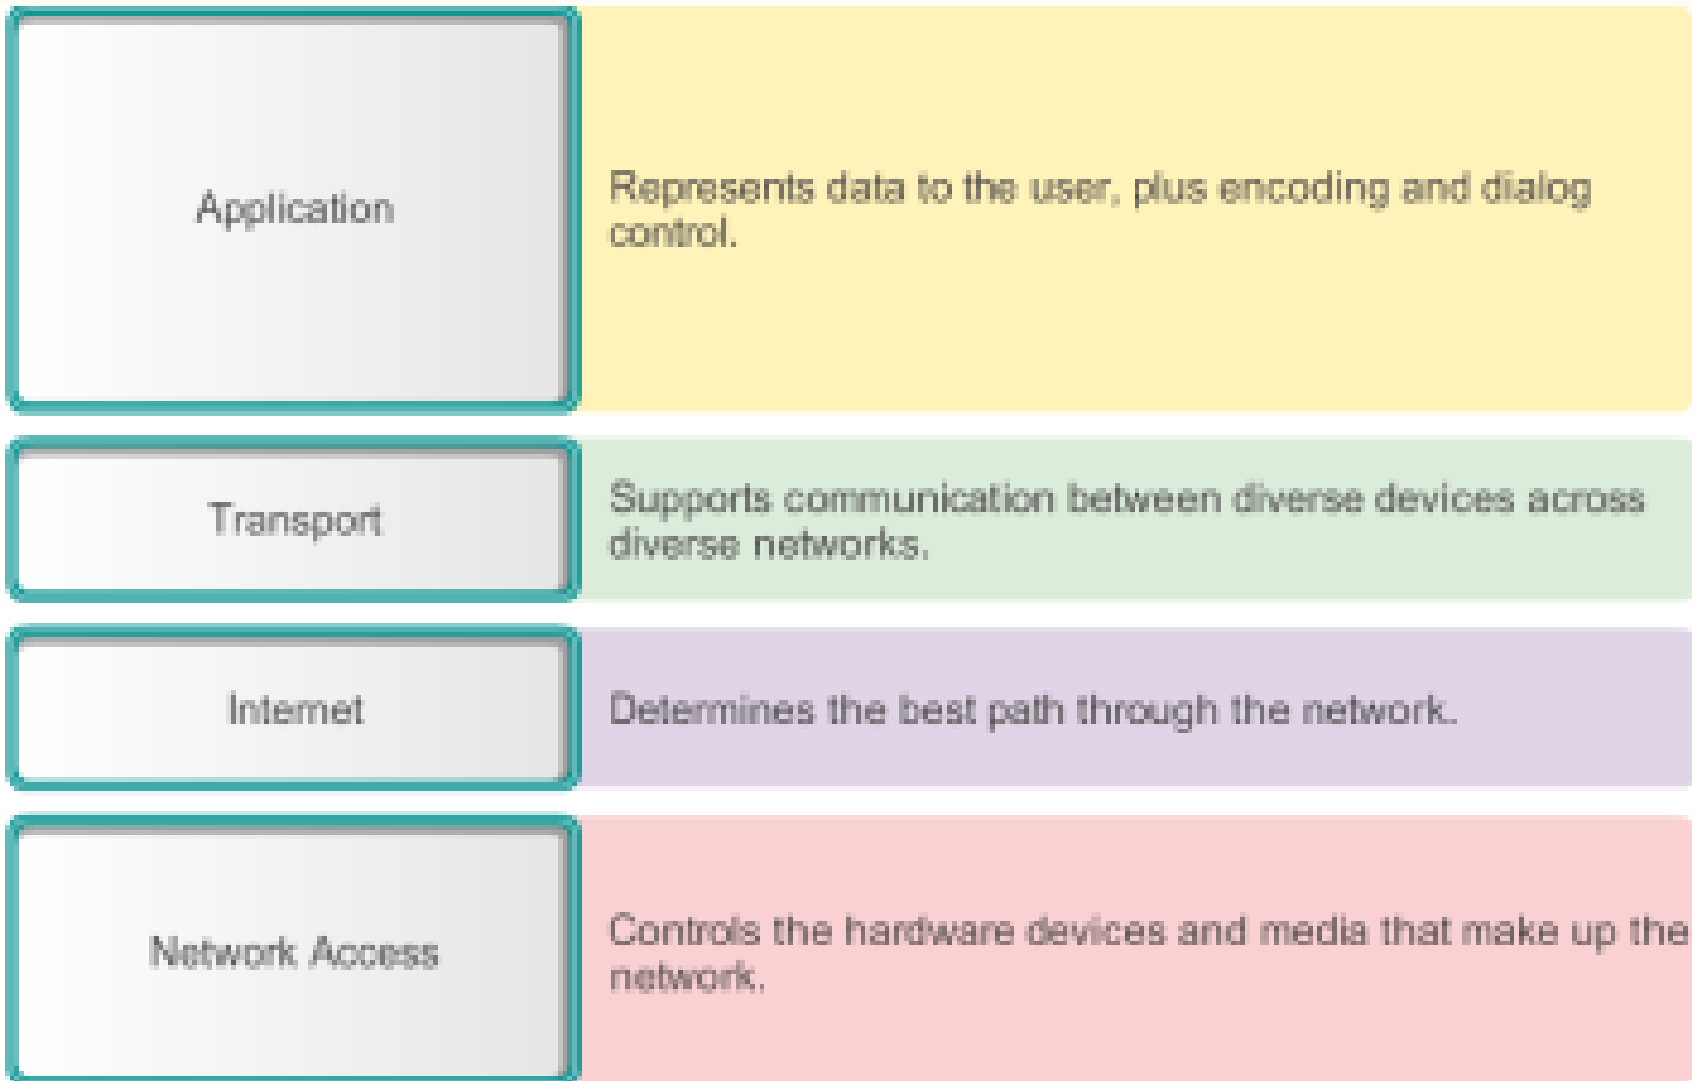 Application
Represents data to the user, plus encoding and dialog
control.
Transport
Supports communication between diverse devices across
diverse networks.
Internet
Determines the best path through the network.
Network Access
Controls the hardware devices and media that make up the
network.